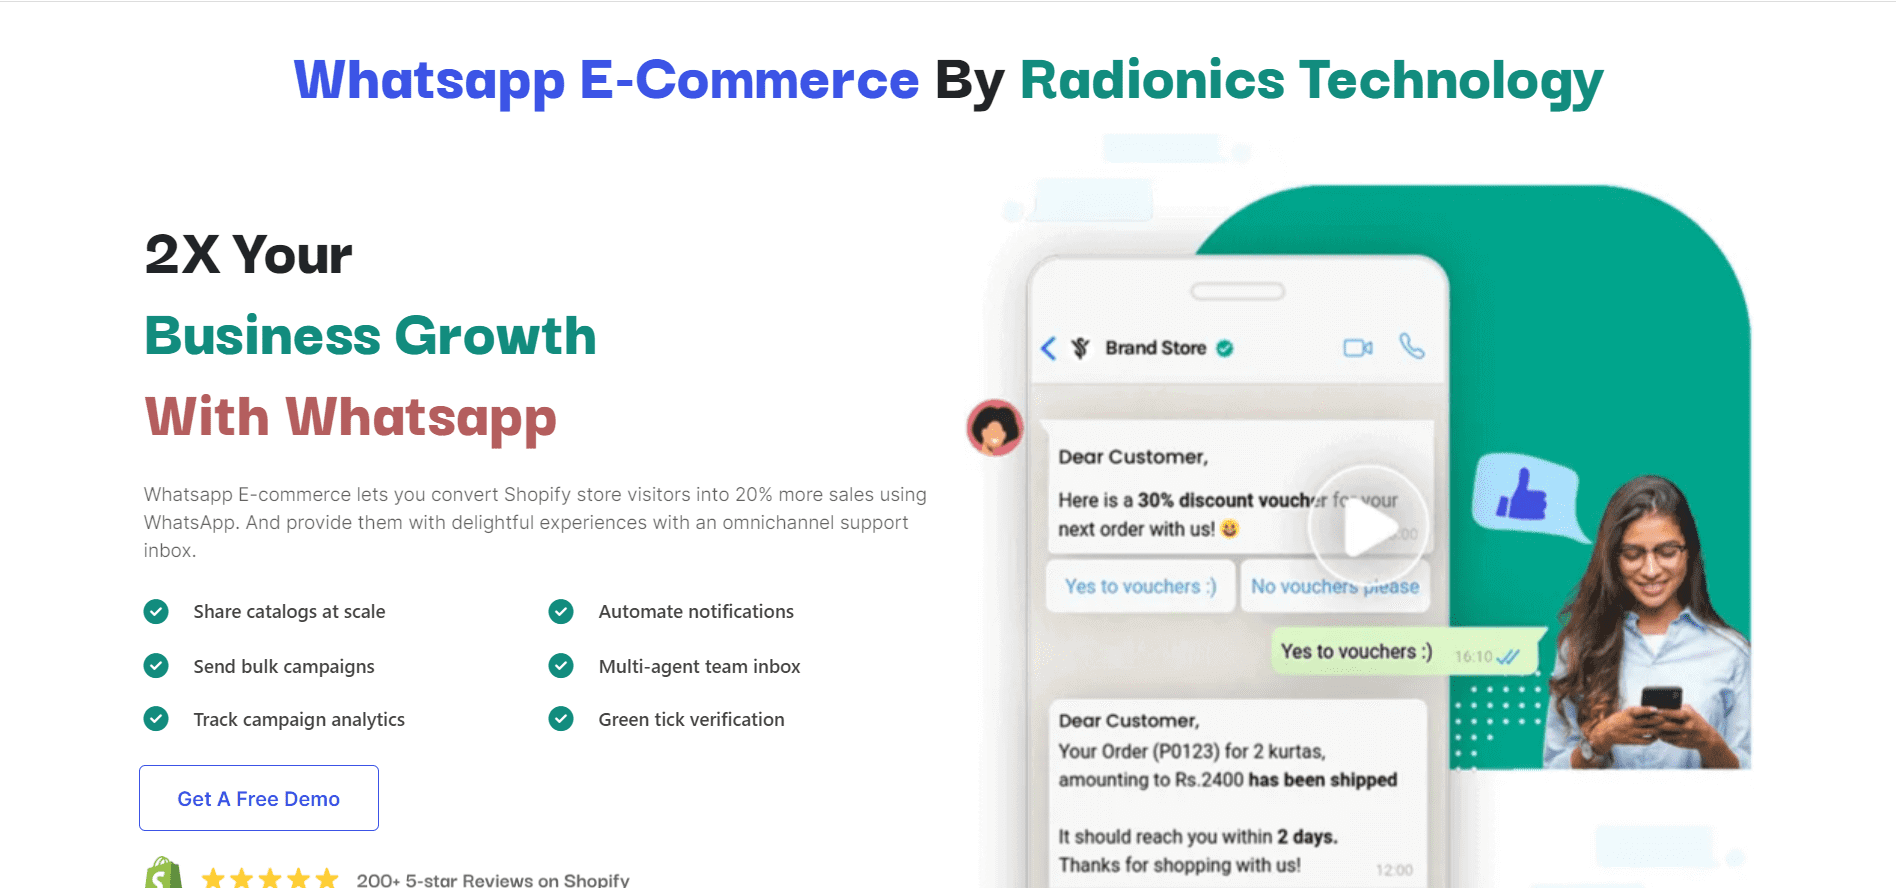 Whatsapp E-Commerce By Radionics Technology
2X Your
Business Growth
With Whatsapp
Whatsapp E-commerce lets you convert Shopify store visitors into 20% more sales using
WhatsApp. And provide them with delightful experiences with an omnichannel support
inbox.
Share catalogs at scale
Automate notifications
Send bulk campaigns
Multi-agent team inbox
Track campaign analytics
Green tick verification
Get A Free Demo
200+ 5-star Reviews on Shopify
Brand Store
Dear Customer,
Here is a 30% discount voucher for your
next order with us!
Yes to vouchers :)
No vouchers please
Yes to vouchers :) 16:10
Dear Customer,
Your Order (P0123) for 2 kurtas,
amounting to Rs.2400 has been shipped
It should reach you within 2 days.
Thanks for shopping with us!
12:00